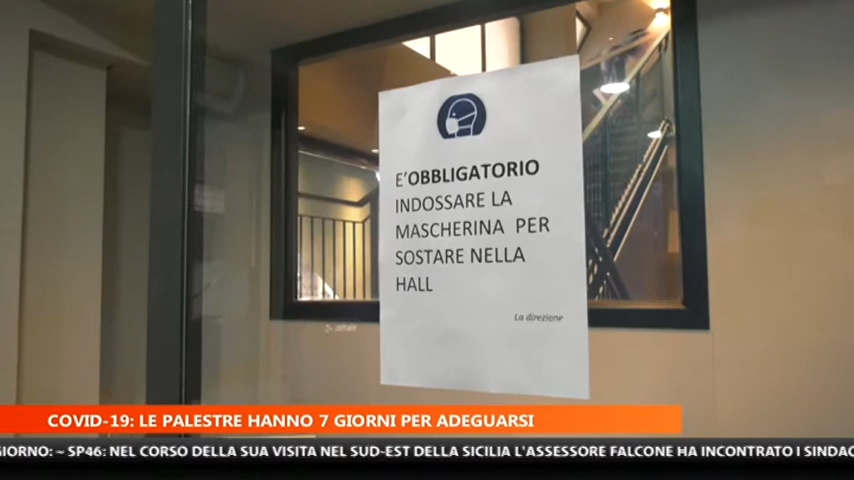 E'OBBLIGATORIO
INDOSSARE LA
MASCHERINA PER
SOSTARE NELLA
HALL
La direzione
COVID-19: LE PALESTRE HANNO 7 GIORNI PER ADEGUARSI
GIORNO: ~ SP46: NEL CORSO DELLA SUA VISITA NEL SUD-EST DELLA SICILIA L'ASSESSORE FALCONE HA INCONTRATO I SINDAC